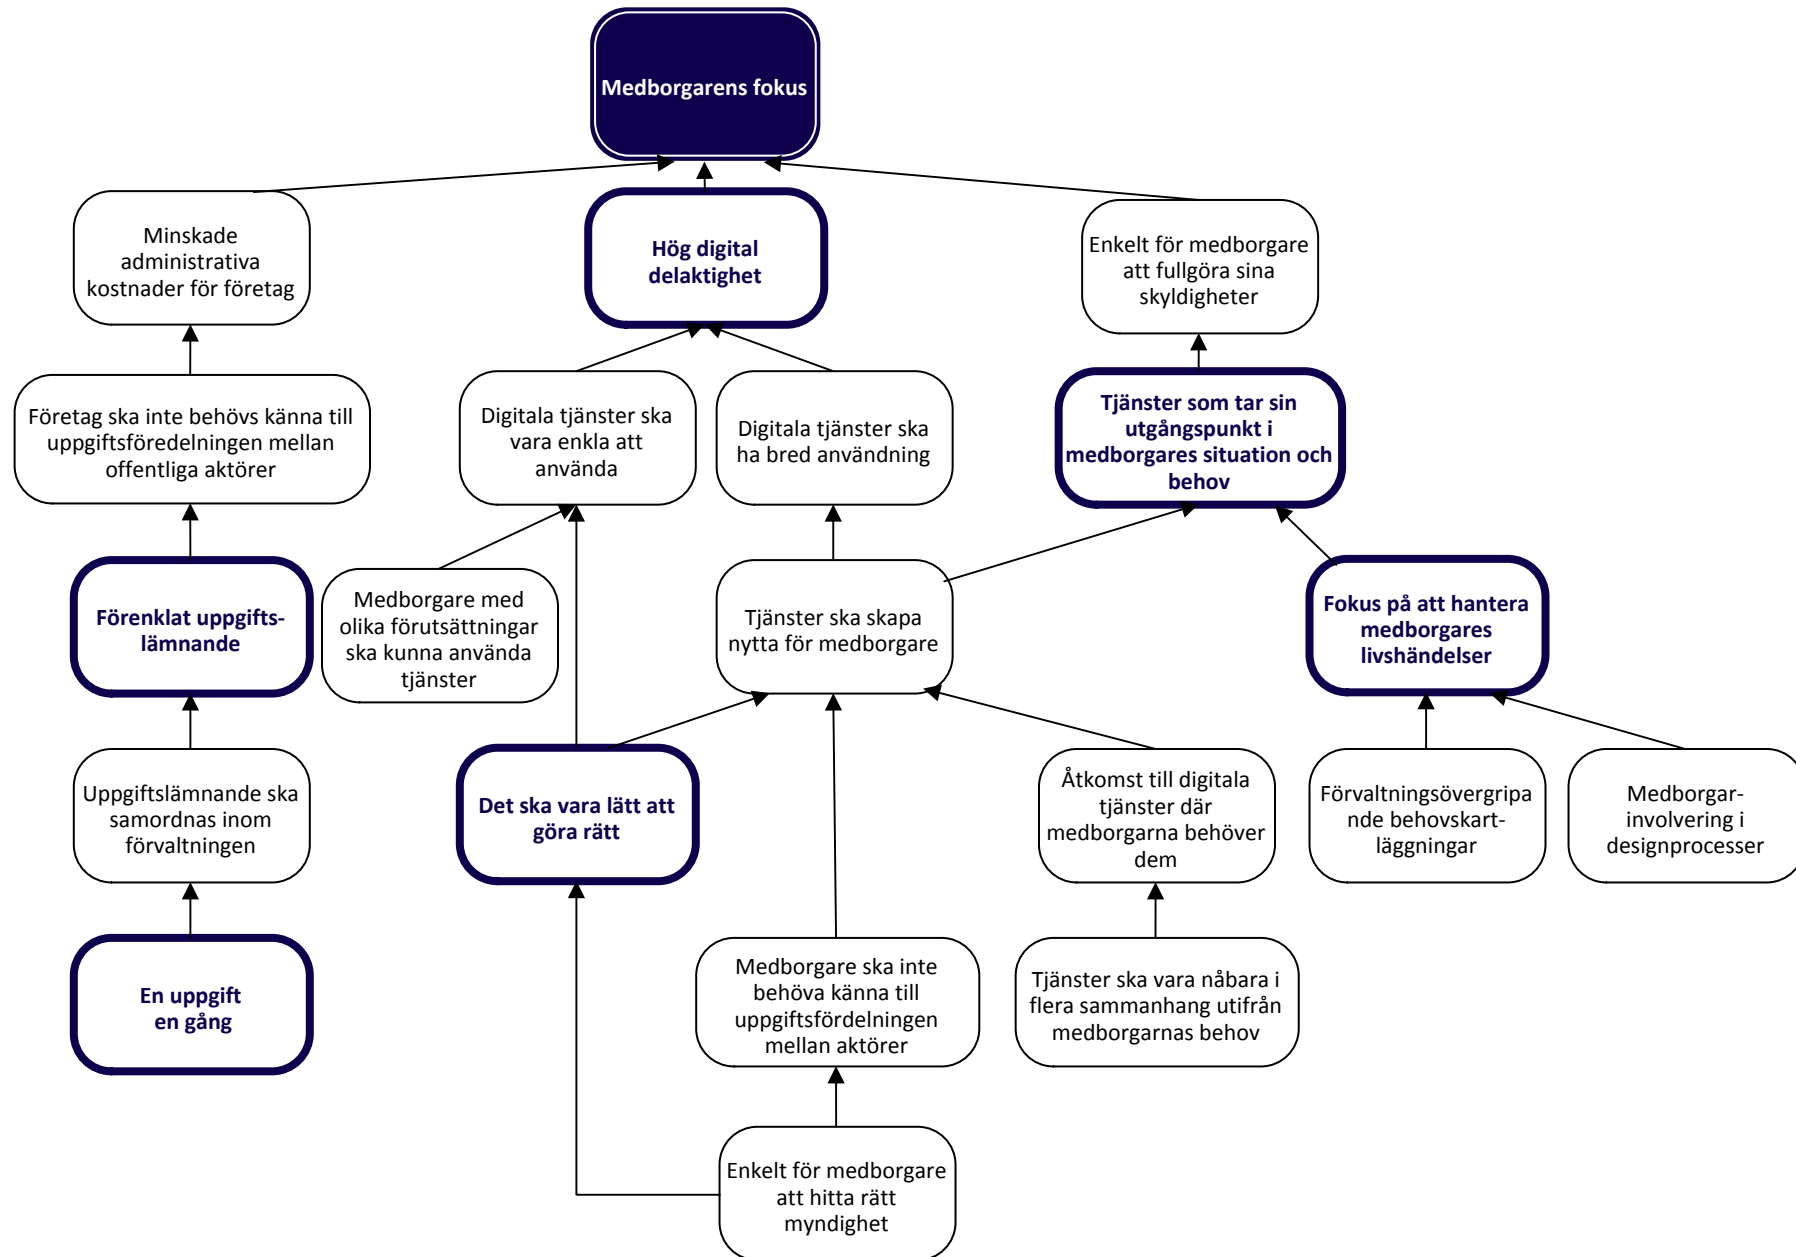 Medborgarens fokus
Minskade
administrativa
kostnader för företag
Hög digital
delaktighet
Enkelt för medborgare
att fullgöra sina
skyldigheter
Företag ska inte behövs känna till
uppgiftsföredelningen mellan
offentliga aktörer
Digitala tjänster ska
vara enkla att
använda
Digitala tjänster ska
ha bred användning
Tjänster som tar sin
utgångspunkt i
medborgares situation och
behov
Förenklat uppgifts-
lämnande
Medborgare med
olika förutsättningar
ska kunna använda
tjänster
Tjänster ska skapa
nytta för medborgare
Fokus på att hantera
medborgares
livshändelser
Uppgiftslämnande ska
samordnas inom
förvaltningen
Det ska vara lätt att
göra rätt
Åtkomst till digitala
tjänster där
medborgarna behöver
dem
Förvaltningsövergripa
nde behovskart-
läggningar
Medborgar-
involvering i
designprocesser
En uppgift
en gång
Medborgare ska inte
behöva känna till
uppgiftsfördelningen
mellan aktörer
Tjänster ska vara nåbara i
flera sammanhang utifrån
medborgarnas behov
Enkelt för medborgare
att hitta rätt
myndighet